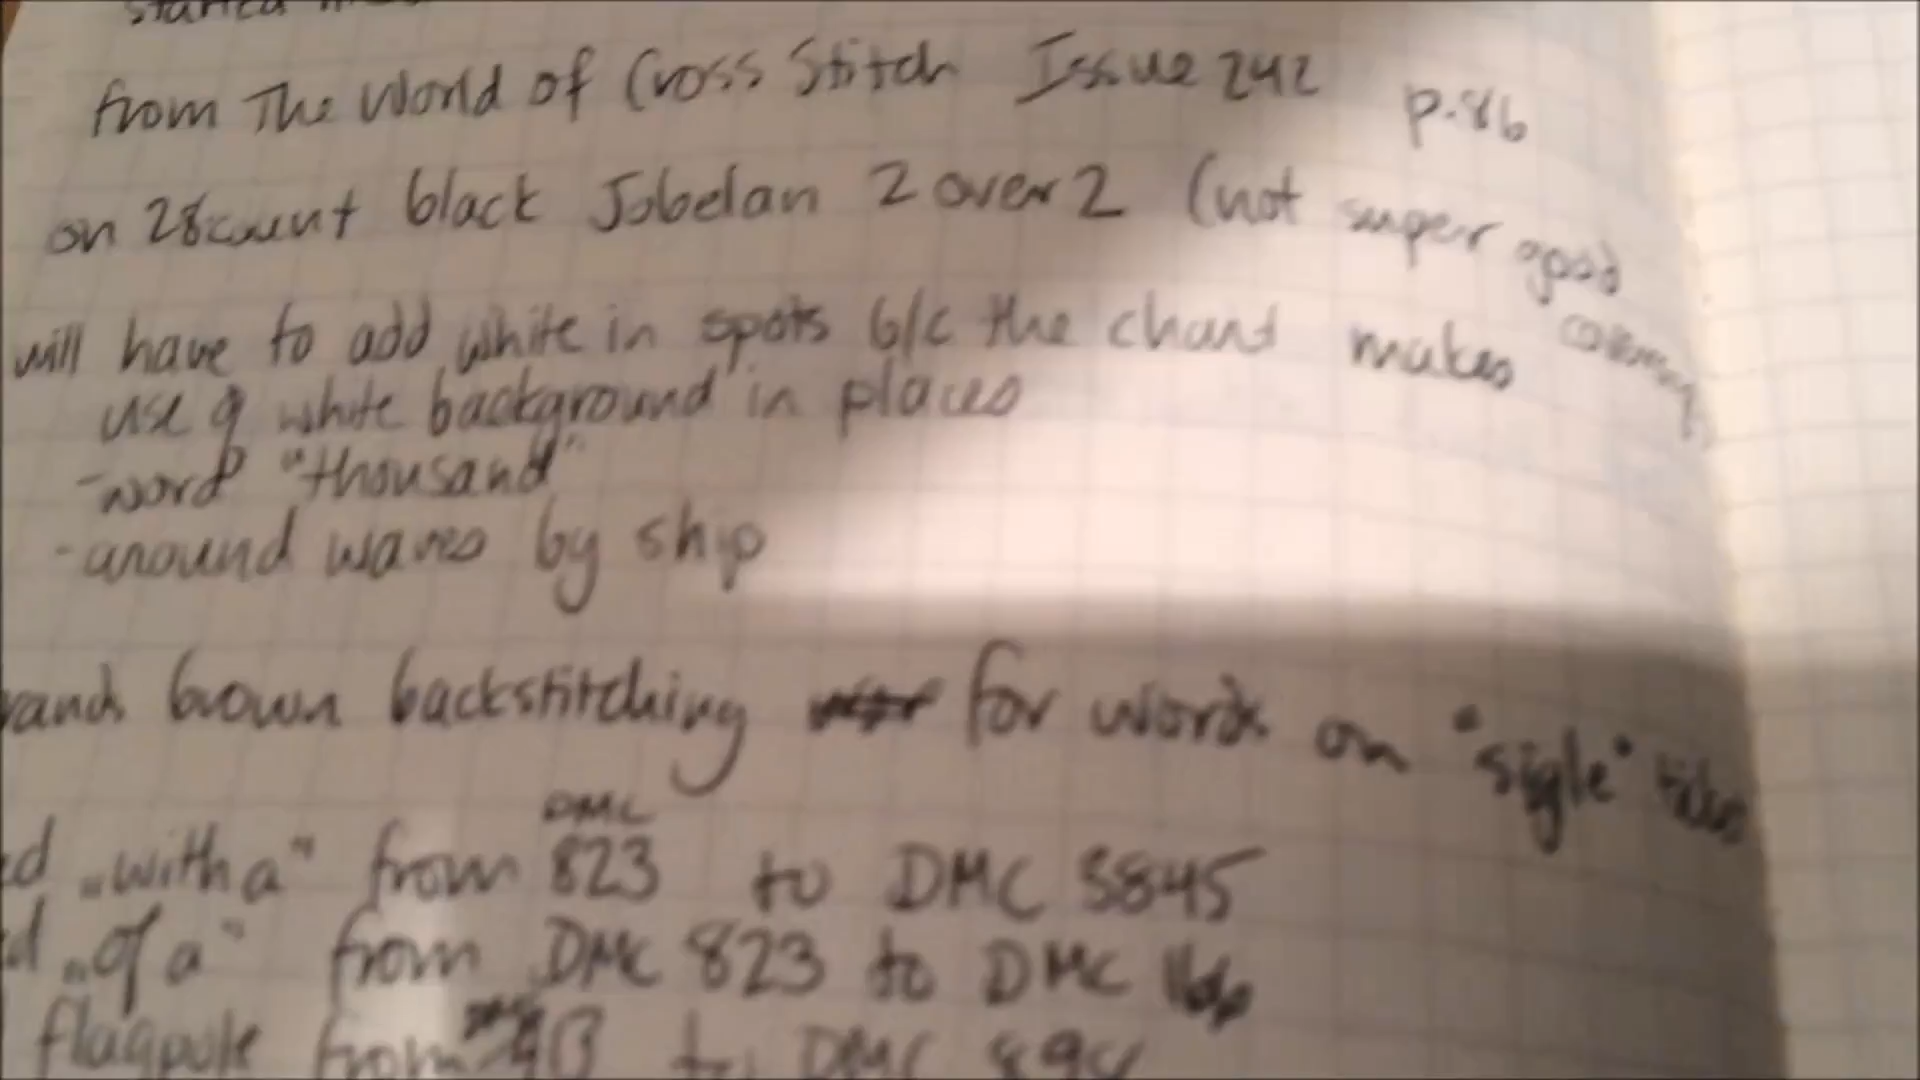 started
from The World of Cross Stitch Issue 242 p.86
on 28count black Jobelan 2 over 2 (not super good
will have to add white in spots b/c the chart makes
use of white background in places
-word "thousand"
-around waves by ship
brown backstitching for words on "single"
"with a" from DMC 823 to DMC 3845
"of a" from DMC 823 to DMC
flagpole from to DMC